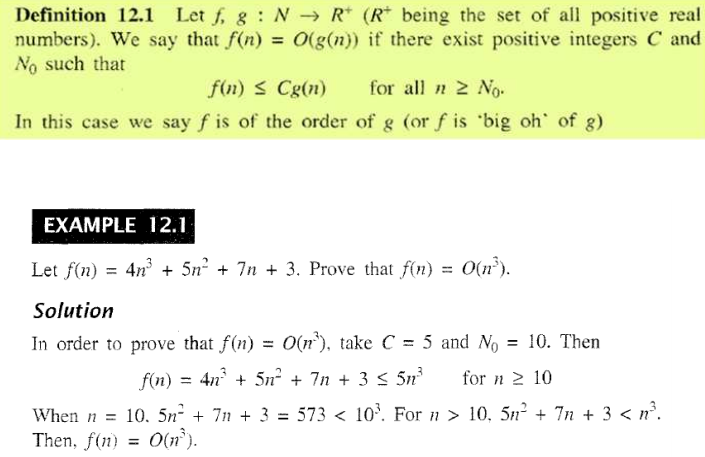 Definition 12.1 Let f, g : N → R⁺ (R⁺ being the set of all positive real
numbers). We say that f(n) = O(g(n)) if there exist positive integers C and
N₀ such that
f(n) ≤ Cg(n) for all n ≥ N₀.
In this case we say f is of the order of g (or f is 'big oh' of g)
EXAMPLE 12.1
Let f(n) = 4n³ + 5n² + 7n + 3. Prove that f(n) = O(n³).
Solution
In order to prove that f(n) = O(n³), take C = 5 and N₀ = 10. Then
f(n) = 4n³ + 5n² + 7n + 3 ≤ 5n³ for n ≥ 10
When n = 10, 5n² + 7n + 3 = 573 < 10³. For n > 10, 5n² + 7n + 3 < n³.
Then, f(n) = O(n³).